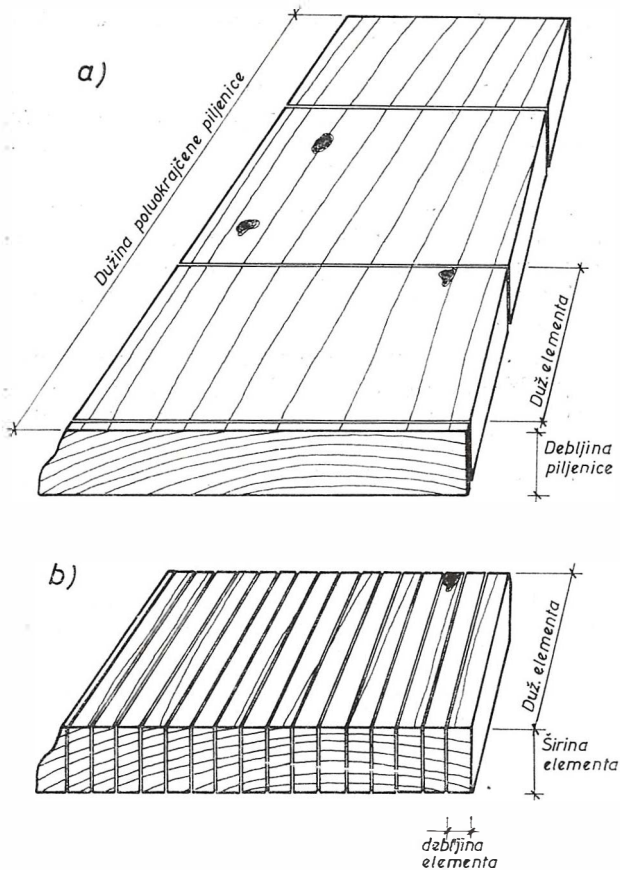 a)
Dužina poluokrajčene piljenice
Duž. elementa
Debljina
piljenice
b)
Duž. elementa
Širina
elementa
debljina
elementa